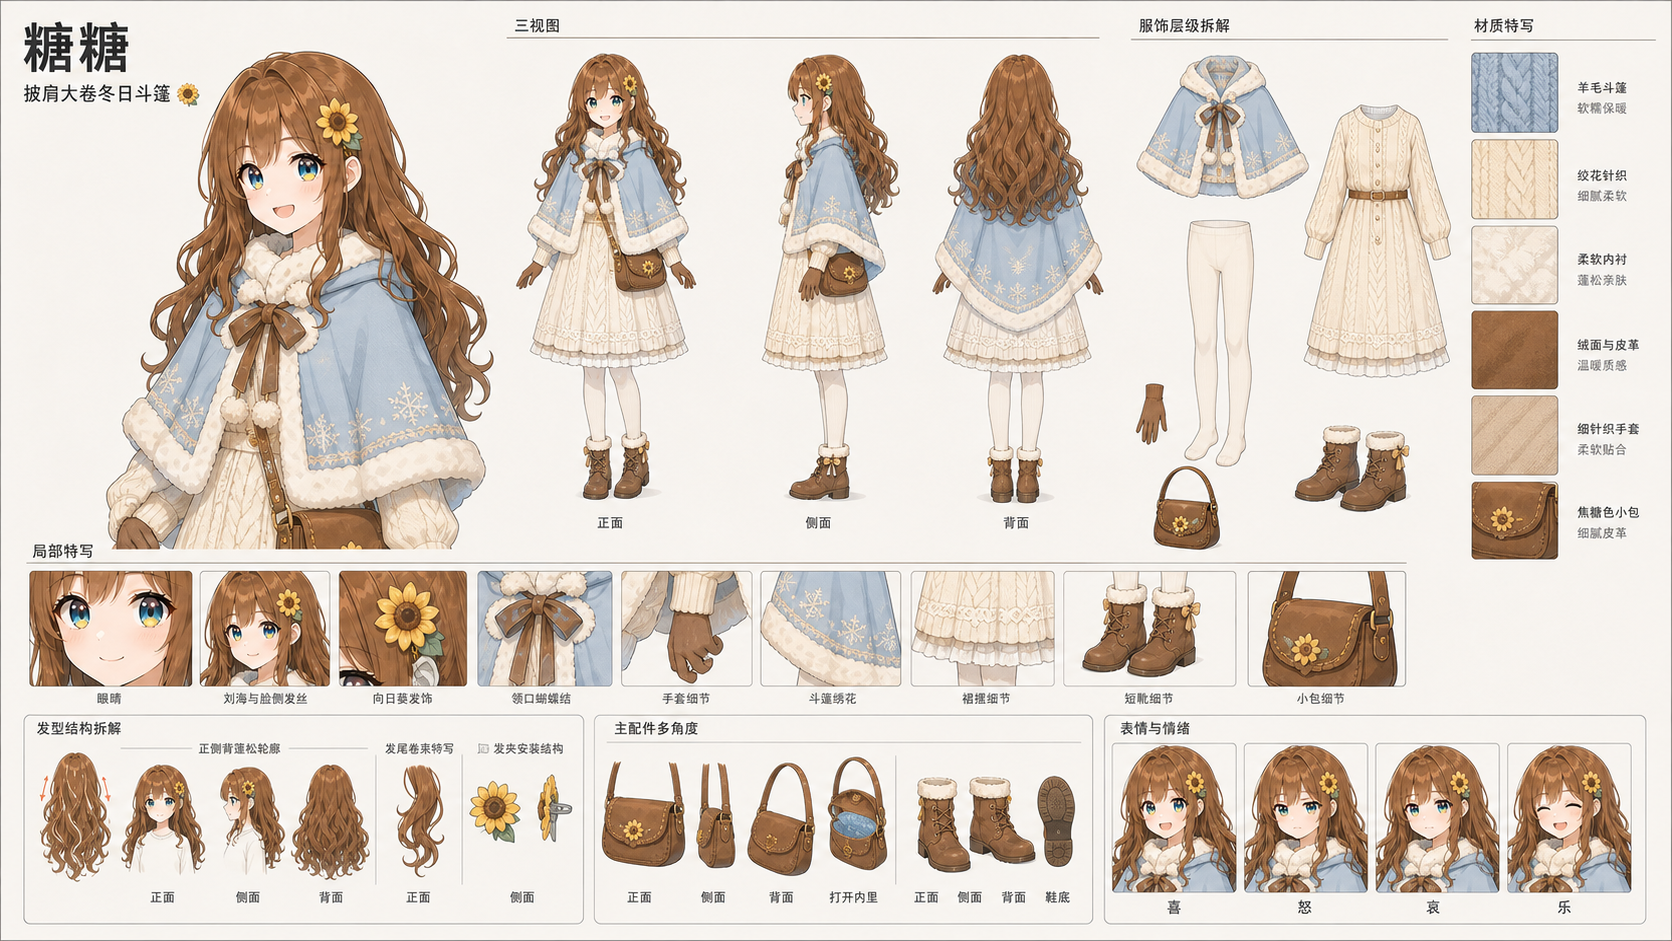 糖糖
披肩大卷冬日斗篷
三视图
正面
侧面
背面
服饰层级拆解
材质特写
羊毛斗篷
软糯保暖
绞花针织
细腻柔软
柔软内衬
蓬松亲肤
绒面与皮革
温暖质感
细针织手套
柔软贴合
焦糖色小包
细腻皮革
局部特写
眼睛
刘海与脸侧发丝
向日葵发饰
领口蝴蝶结
手套细节
斗篷绣花
裙摆细节
短靴细节
小包细节
发型结构拆解
正侧背蓬松轮廓
正面
侧面
背面
发尾卷束特写
正面
发夹安装结构
侧面
主配件多角度
正面
侧面
背面
打开内里
正面
侧面
背面
鞋底
表情与情绪
喜
怒
哀
乐